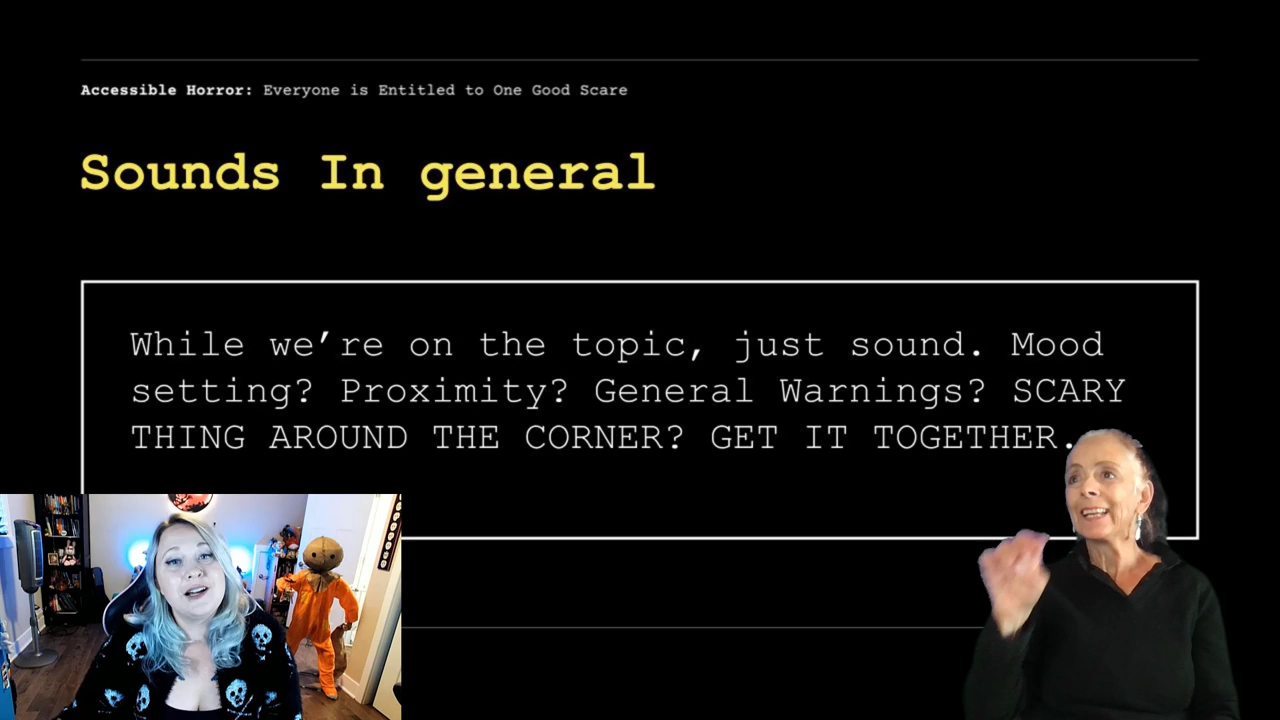 Accessible Horror: Everyone is Entitled to One Good Scare
Sounds In general
While we’re on the topic, just sound. Mood
setting? Proximity? General Warnings? SCARY
THING AROUND THE CORNER? GET IT TOGETHER.